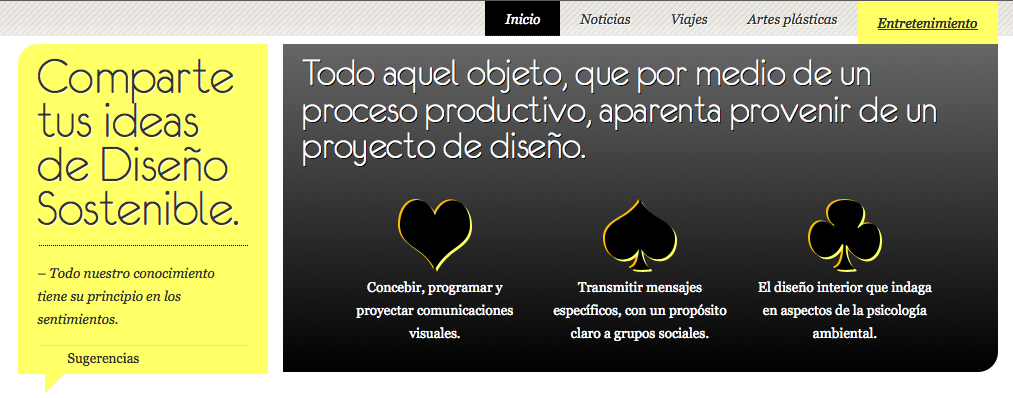 Inicio
Noticias
Viajes
Artes plásticas
Entretenimiento
Comparte
tus ideas
de Diseño
Sostenible.
– Todo nuestro conocimiento
tiene su principio en los
sentimientos.
Sugerencias
Todo aquel objeto, que por medio de un
proceso productivo, aparenta provenir de un
proyecto de diseño.
Concebir, programar y
proyectar comunicaciones
visuales.
Transmitir mensajes
específicos, con un propósito
claro a grupos sociales.
El diseño interior que indaga
en aspectos de la psicología
ambiental.